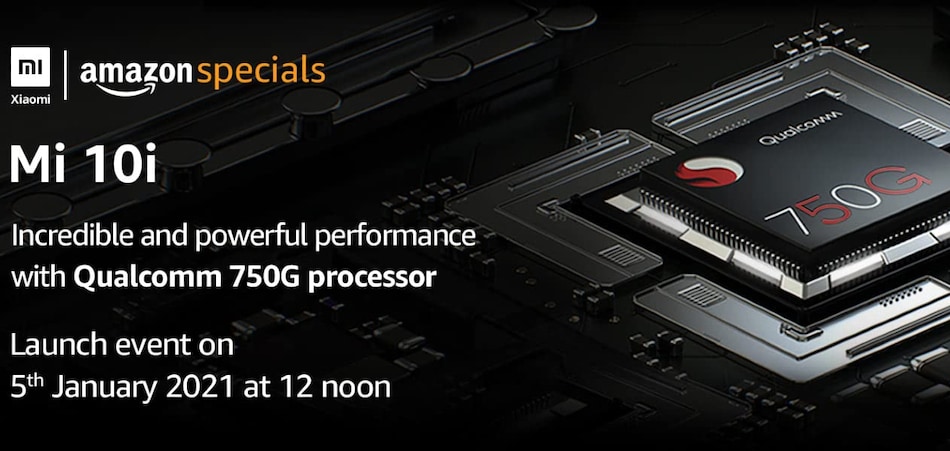 mi
Xiaomi
amazon specials
Mi 10i
Incredible and powerful performance
with Qualcomm 750G processor
Launch event on
5th January 2021 at 12 noon
Qualcomm
750G